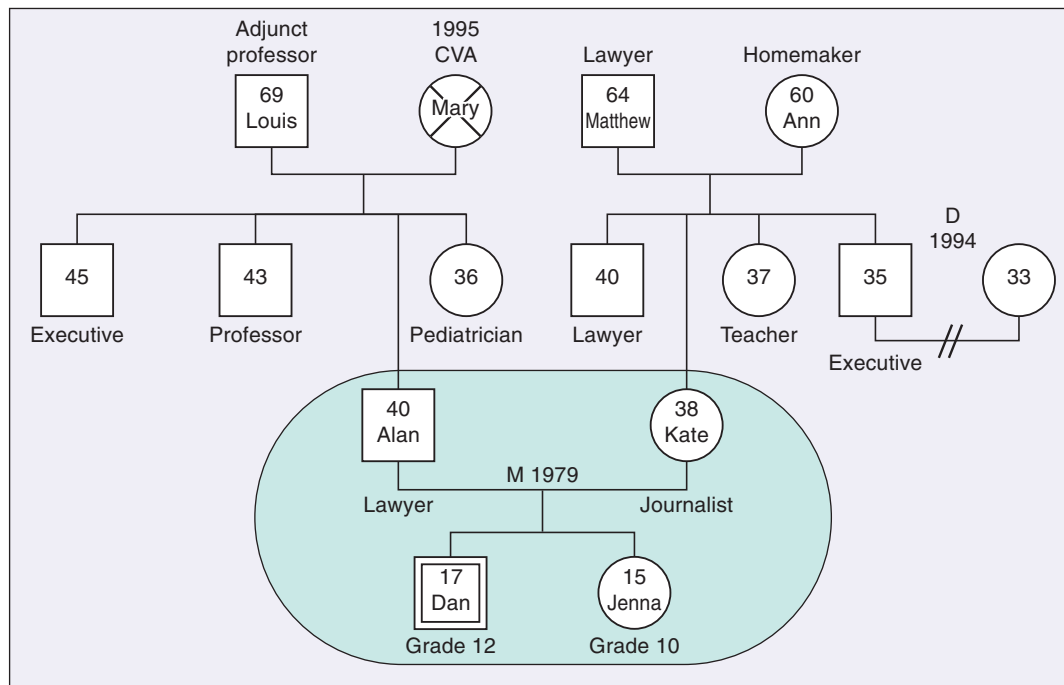 Adjunct
professor
1995
CVA
Lawyer
Homemaker
69
Louis
Mary
64
Matthew
60
Ann
D
1994
45
43
36
40
37
35
33
Executive
Professor
Pediatrician
Lawyer
Teacher
Executive
40
Alan
38
Kate
M 1979
Lawyer
Journalist
17
Dan
15
Jenna
Grade 12
Grade 10